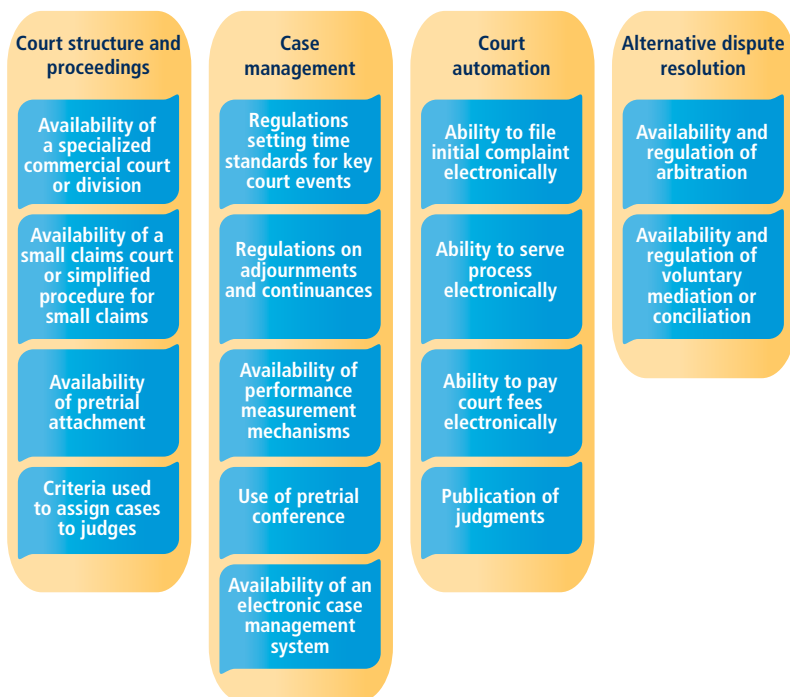 Court structure and
proceedings
Availability of
a specialized
commercial court
or division
Availability of a
small claims court
or simplified
procedure for
small claims
Availability
of pretrial
attachment
Criteria used
to assign cases
to judges
Case
management
Regulations
setting time
standards for key
court events
Regulations on
adjournments
and continuances
Availability of
performance
measurement
mechanisms
Use of pretrial
conference
Availability of an
electronic case
management
system
Court
automation
Ability to file
initial complaint
electronically
Ability to serve
process
electronically
Ability to pay
court fees
electronically
Publication of
judgments
Alternative dispute
resolution
Availability and
regulation of
arbitration
Availability and
regulation of
voluntary
mediation or
conciliation